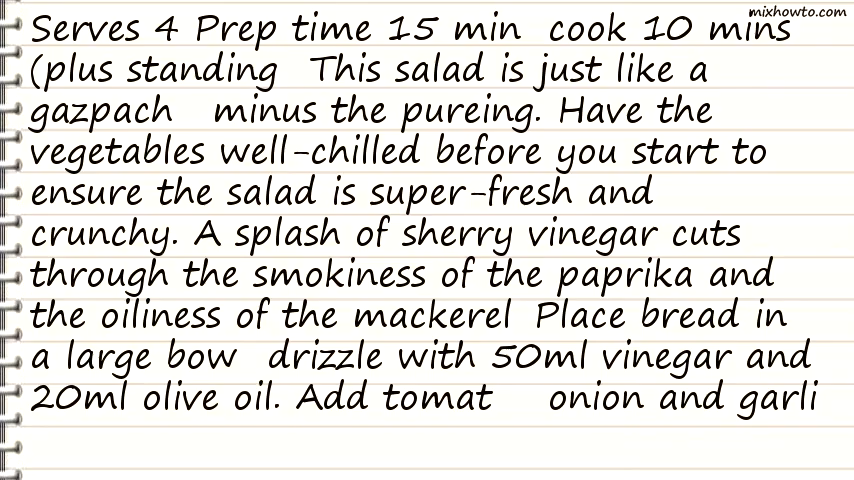 mixhowto.com
Serves 4 Prep time 15 min cook 10 mins
(plus standing This salad is just like a
gazpach minus the pureing. Have the
vegetables well-chilled before you start to
ensure the salad is super-fresh and
crunchy. A splash of sherry vinegar cuts
through the smokiness of the paprika and
the oiliness of the mackerel Place bread in
a large bow drizzle with 50ml vinegar and
20ml olive oil. Add tomat onion and garli